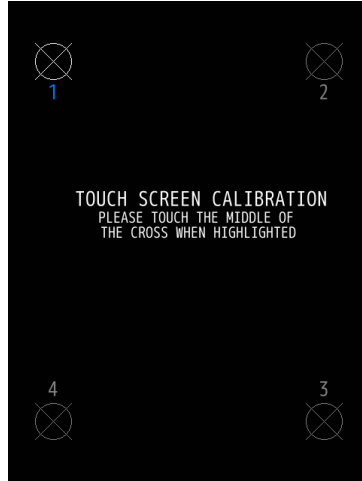 1
2
TOUCH SCREEN CALIBRATION
PLEASE TOUCH THE MIDDLE OF
THE CROSS WHEN HIGHLIGHTED
4
3